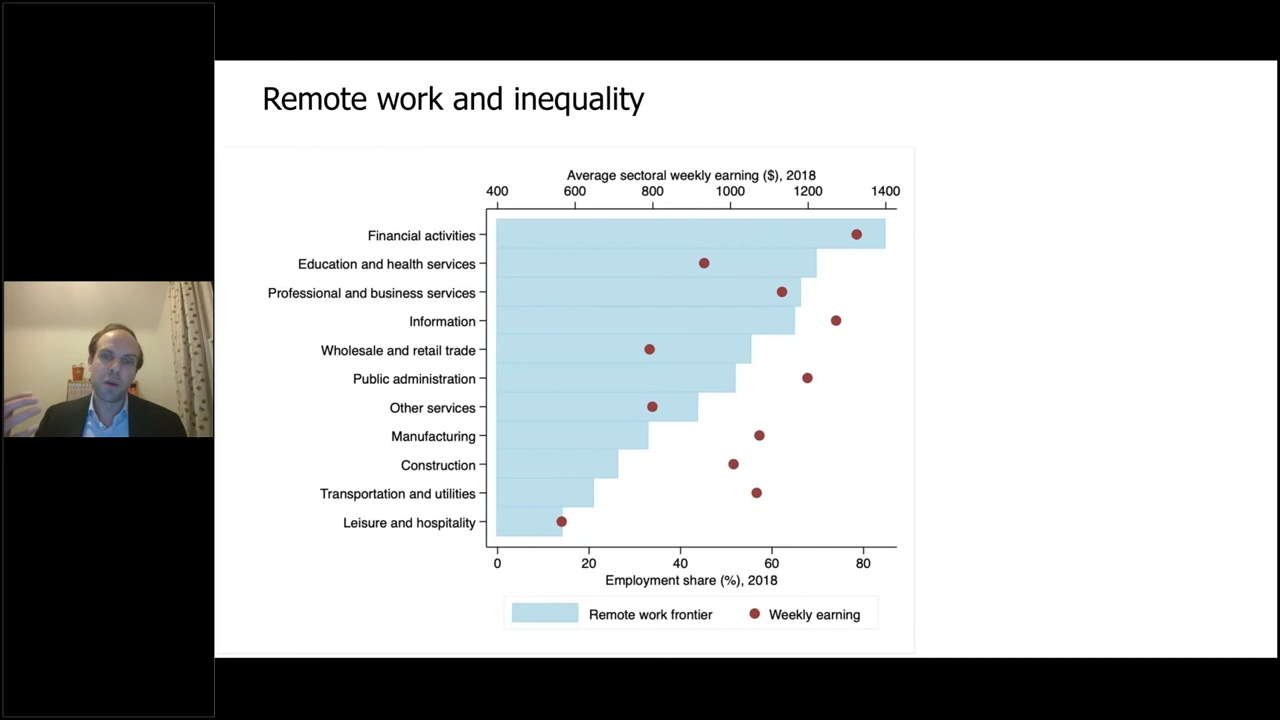 Remote work and inequality
Average sectoral weekly earning ($), 2018
400 600 800 1000 1200 1400
Financial activities
Education and health services
Professional and business services
Information
Wholesale and retail trade
Public administration
Other services
Manufacturing
Construction
Transportation and utilities
Leisure and hospitality
0 20 40 60 80
Employment share (%), 2018
Remote work frontier Weekly earning